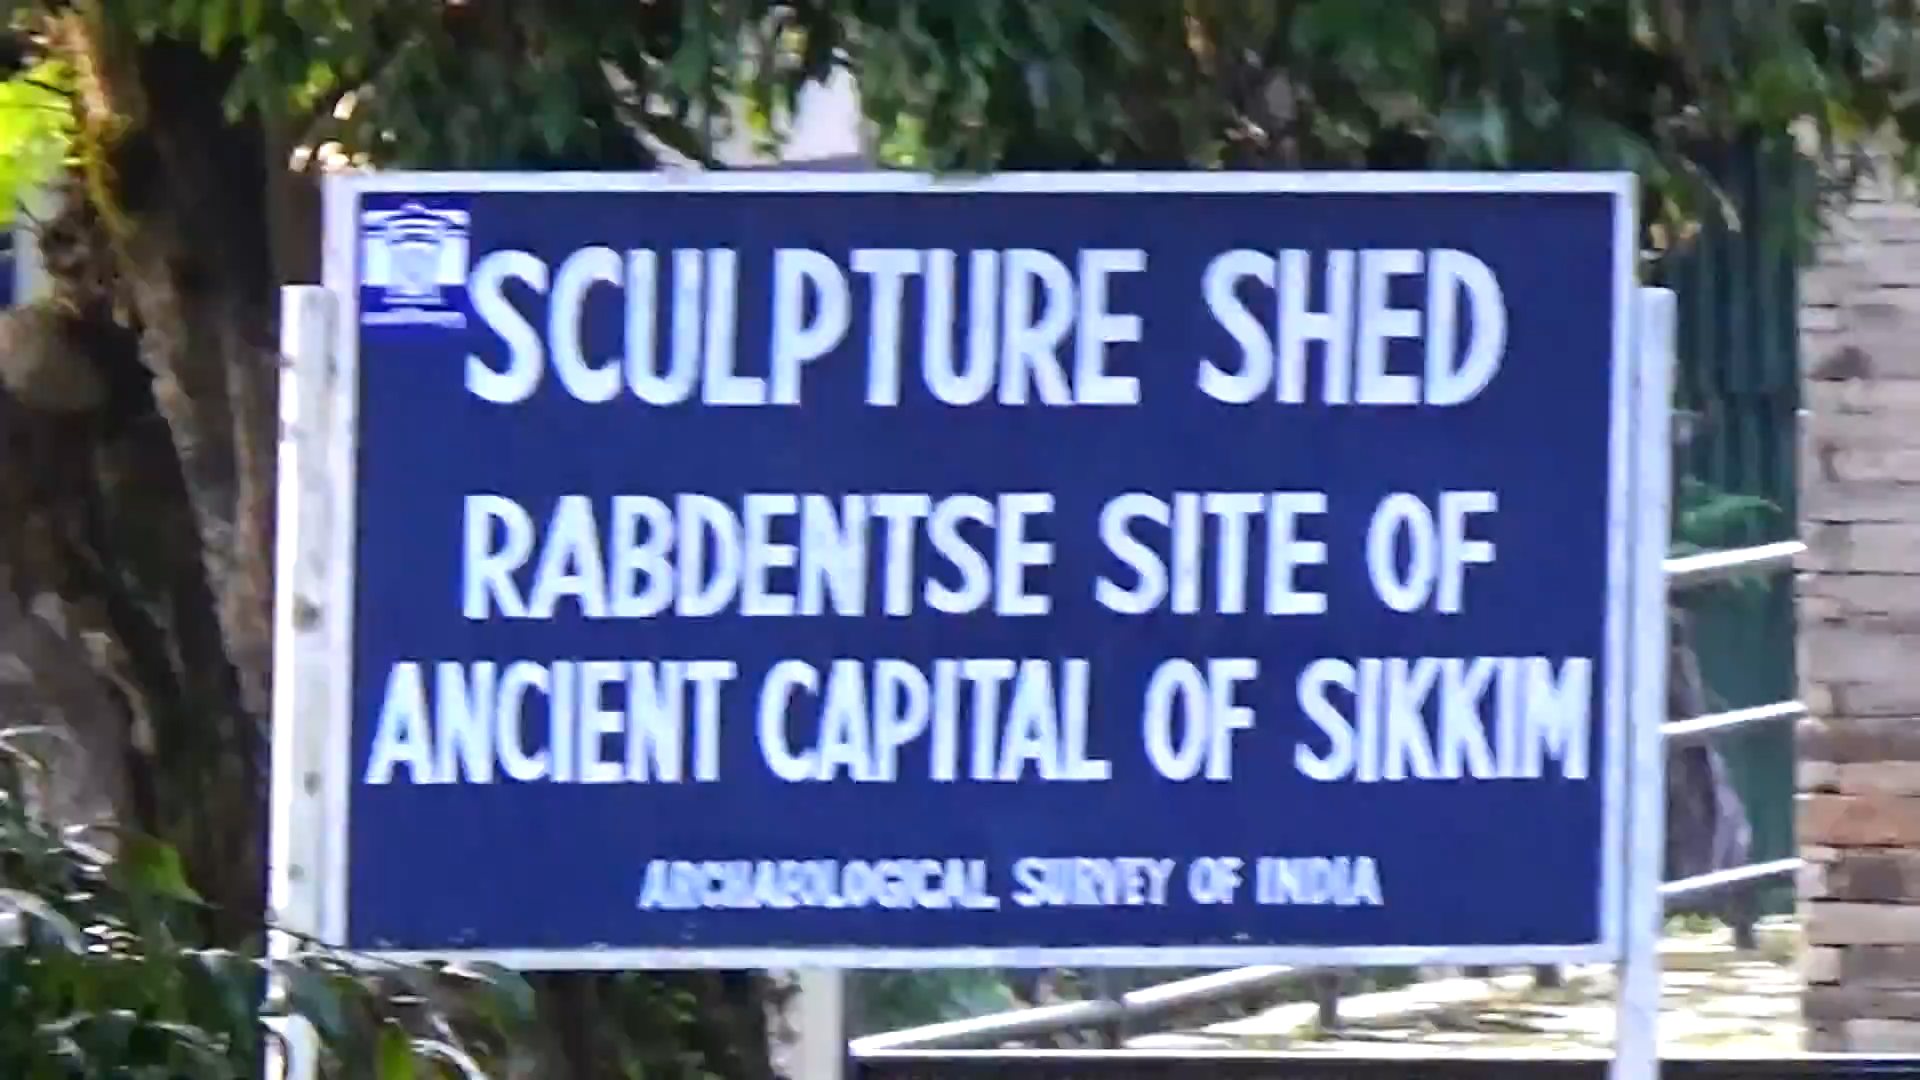 SCULPTURE SHED
RABDENTSE SITE OF
ANCIENT CAPITAL OF SIKKIM
ARCHAEOLOGICAL SURVEY OF INDIA